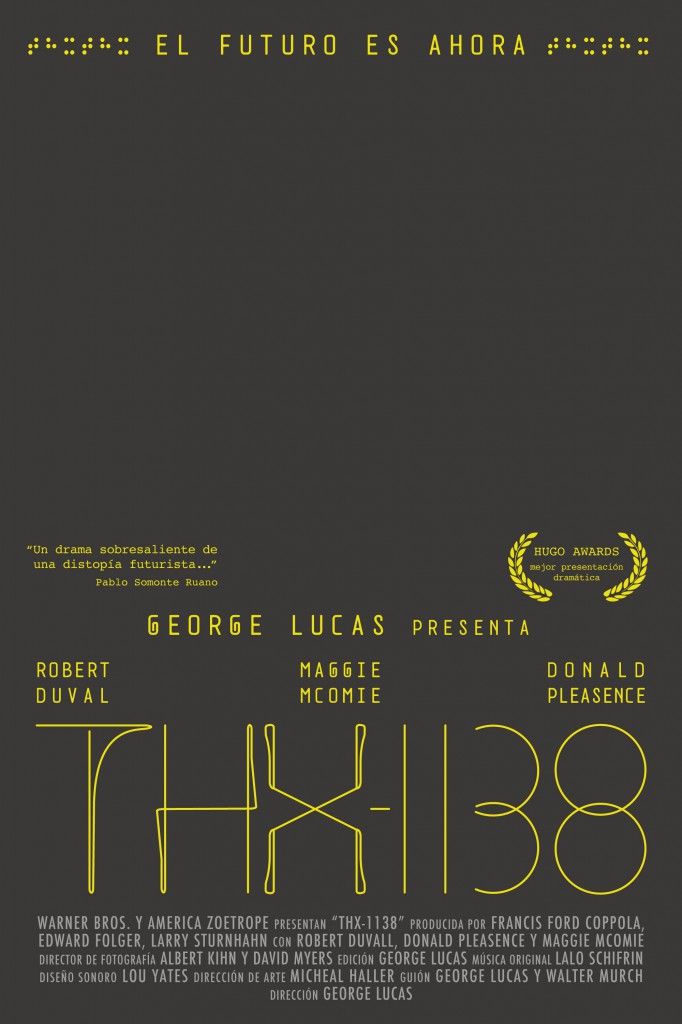 ⠞⠓⠭⠞⠓⠭ EL FUTURO ES AHORA ⠞⠓⠭⠞⠓⠭
“Un drama sobresaliente de
una distopía futurista...”
Pablo Somonte Ruano
HUGO AWARDS
mejor presentación
dramática
GEORGE LUCAS PRESENTA
ROBERT
DUVAL
MAGGIE
MCOMIE
DONALD
PLEASENCE
THX-1138
WARNER BROS. Y AMERICA ZOETROPE PRESENTAN “THX-1138” PRODUCIDA POR FRANCIS FORD COPPOLA,
EDWARD FOLGER, LARRY STURNHAHN CON ROBERT DUVALL, DONALD PLEASENCE Y MAGGIE MCOMIE
DIRECTOR DE FOTOGRAFÍA ALBERT KIHN Y DAVID MYERS EDICIÓN GEORGE LUCAS MÚSICA ORIGINAL LALO SCHIFRIN
DISEÑO SONORO LOU YATES DIRECCIÓN DE ARTE MICHEAL HALLER GUIÓN GEORGE LUCAS Y WALTER MURCH
DIRECCIÓN GEORGE LUCAS